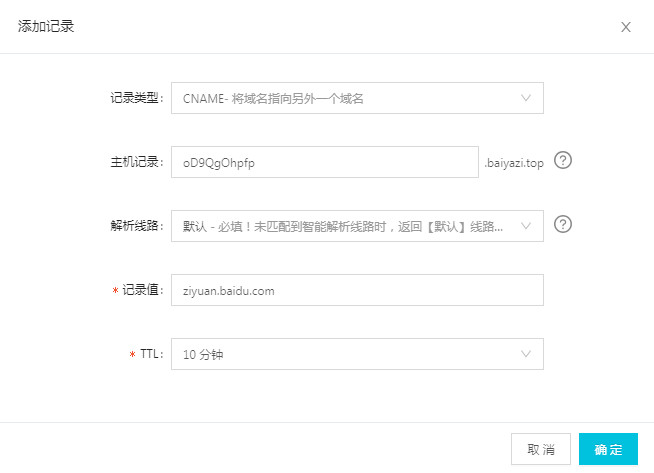 添加记录
记录类型: CNAME- 将域名指向另外一个域名
主机记录: oD9QgOhpfp .baiyazi.top ?
解析线路: 默认 - 必填！未匹配到智能解析线路时，返回【默认】线路... ?
* 记录值: ziyuan.baidu.com
* TTL: 10 分钟
取消 确定